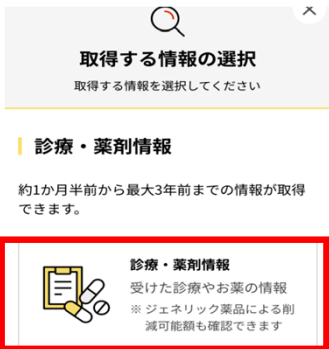 取得する情報の選択
取得する情報を選択してください
診療・薬剤情報
約1か月半前から最大3年前までの情報が取得
できます。
診療・薬剤情報
受けた診療やお薬の情報
※ ジェネリック薬品による削
減可能額も確認できます